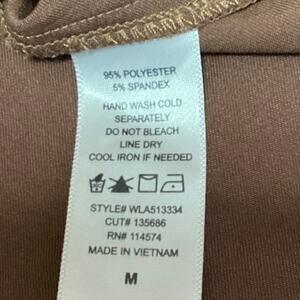 95% POLYESTER
5% SPANDEX
HAND WASH COLD
SEPARATELY
DO NOT BLEACH
LINE DRY
COOL IRON IF NEEDED
STYLE# WLA513334
CUT# 135686
RN# 114574
MADE IN VIETNAM
M